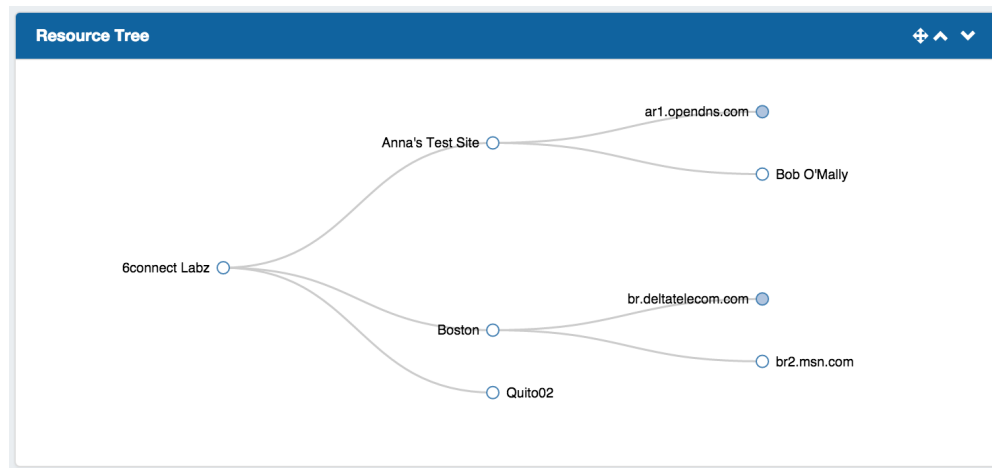 Resource Tree
ar1.opendns.com
Anna's Test Site
Bob O'Mally
6connect Labz
br.deltatelecom.com
Boston
br2.msn.com
Quito02